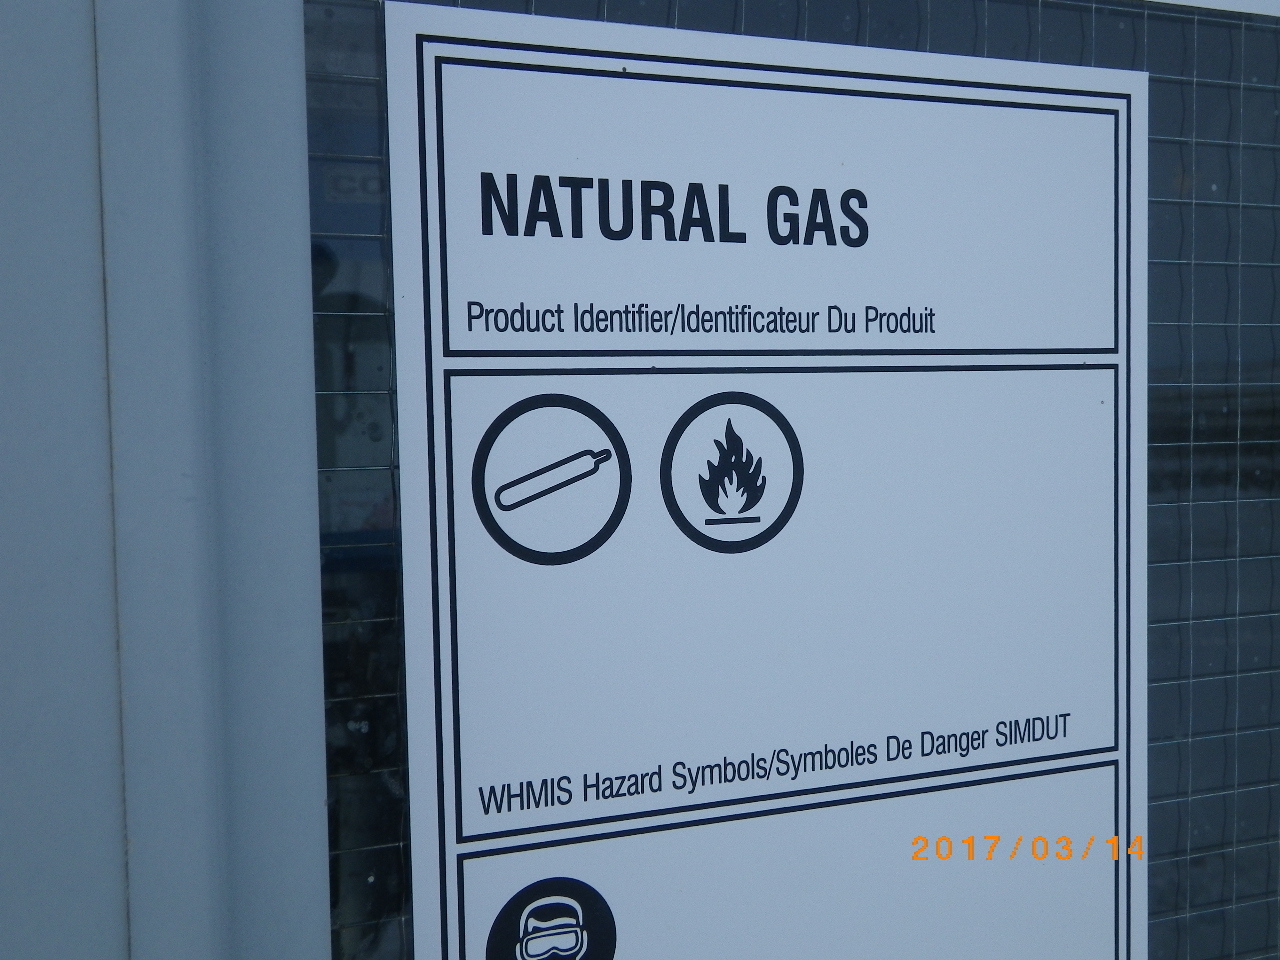 NATURAL GAS
Product Identifier/Identificateur Du Produit
WHMIS Hazard Symbols/Symboles De Danger SIMDUT
2017/03/14